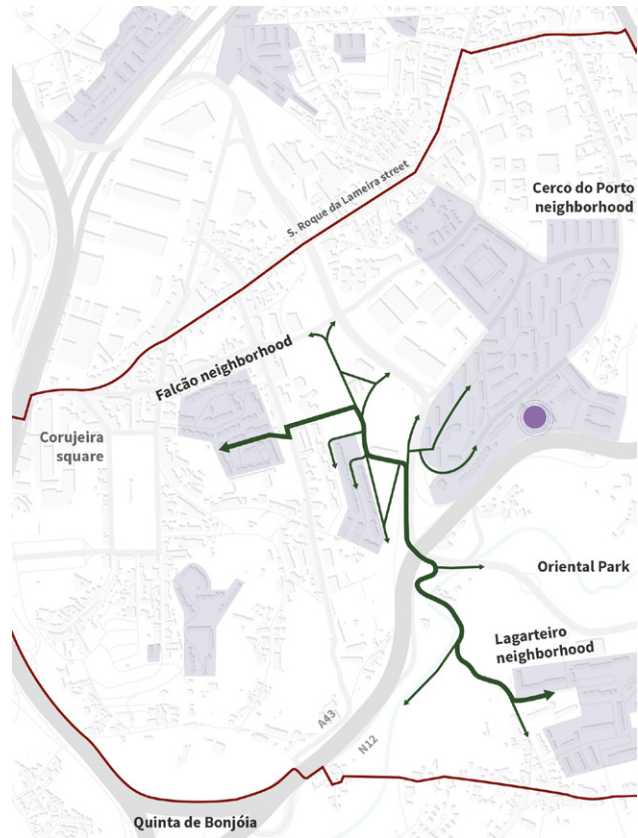 S. Roque da Lameira street
Cerco do Porto
neighborhood
Falcão neighborhood
Corujeira
square
Oriental Park
Lagarteiro
neighborhood
A43
N12
Quinta de Bonjóia